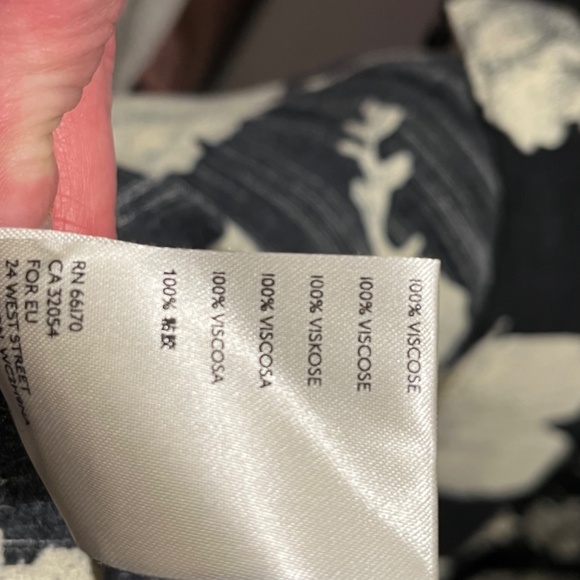 100% VISCOSE
100% VISCOSE
100% VISKOSE
100% VISCOSA
100% VISCOSA
100% 粘胶
RN 66170
CA 32054
FOR EU
24 WEST STREET